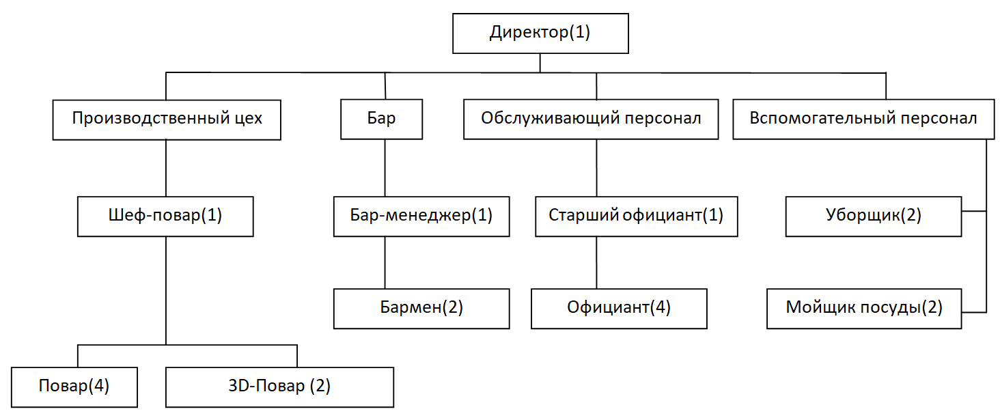 Директор(1)
Производственный цех
Бар
Обслуживающий персонал
Вспомогательный персонал
Шеф-повар(1)
Бар-менеджер(1)
Старший официант(1)
Уборщик(2)
Бармен(2)
Официант(4)
Мойщик посуды(2)
Повар(4)
3D-Повар (2)